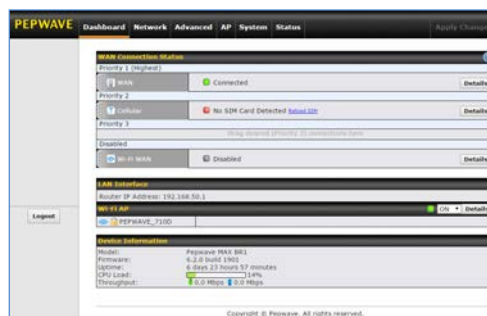 PEPWAVE Dashboard Network Advanced AP System Status Apply Changes
WAN Connection Status
Priority 1 (Highest)
WAN Connected Details
Priority 2
Cellular No SIM Card Detected Reload SIM Details
Priority 3
Drag desired (Priority 3) connections here
Disabled
Wi-Fi WAN Disabled Details
LAN Interface
Router IP Address: 192.168.50.1
Wi-Fi AP ON Details
PEPWAVE_710D
Logout
Device Information
Model: Pepwave MAX BR1
Firmware: 6.2.0 build 1901
Uptime: 6 days 23 hours 57 minutes
CPU Load: 14%
Throughput: 0.0 Mbps 0.0 Mbps
Copyright © Pepwave. All rights reserved.